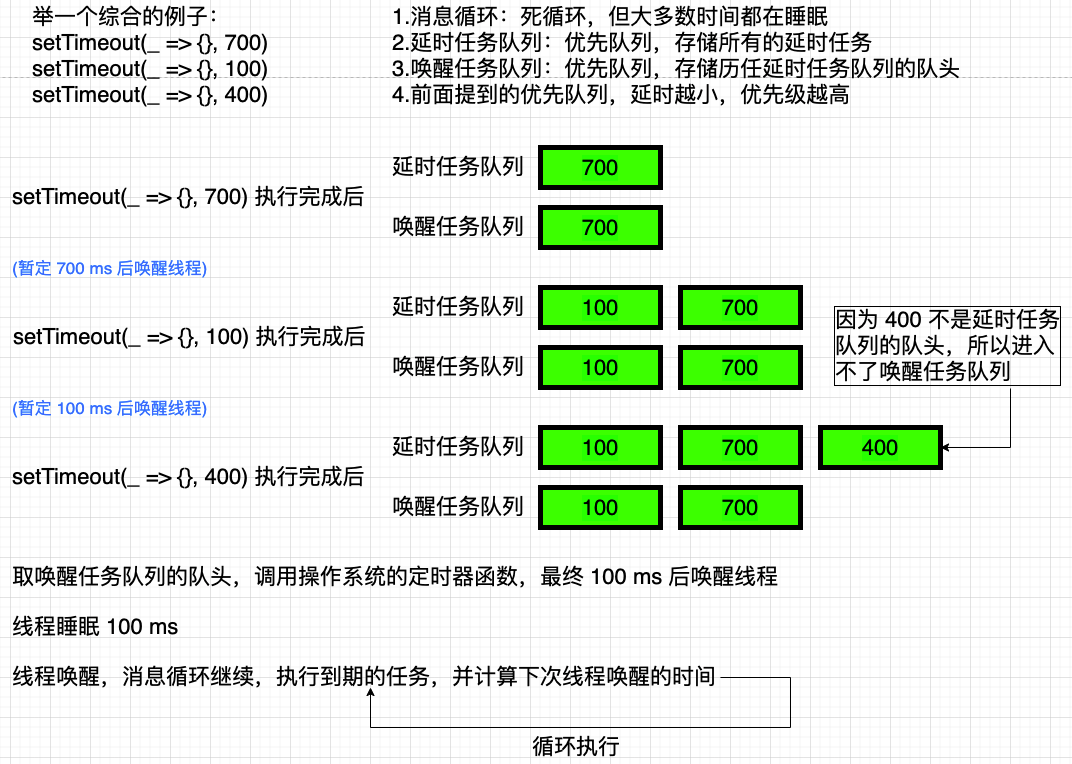 举一个综合的例子：
setTimeout(_ => {}, 700)
setTimeout(_ => {}, 100)
setTimeout(_ => {}, 400)
1.消息循环：死循环，但大多数时间都在睡眠
2.延时任务队列：优先队列，存储所有的延时任务
3.唤醒任务队列：优先队列，存储历任延时任务队列的队头
4.前面提到的优先队列，延时越小，优先级越高
setTimeout(_ => {}, 700) 执行完成后
延时任务队列 700
唤醒任务队列 700
(暂定 700 ms 后唤醒线程)
setTimeout(_ => {}, 100) 执行完成后
延时任务队列 100 700
唤醒任务队列 100 700
因为 400 不是延时任务
队列的队头，所以进入
不了唤醒任务队列
(暂定 100 ms 后唤醒线程)
setTimeout(_ => {}, 400) 执行完成后
延时任务队列 100 700 400
唤醒任务队列 100 700
取唤醒任务队列的队头，调用操作系统的定时器函数，最终 100 ms 后唤醒线程
线程睡眠 100 ms
线程唤醒，消息循环继续，执行到期的任务，并计算下次线程唤醒的时间
循环执行